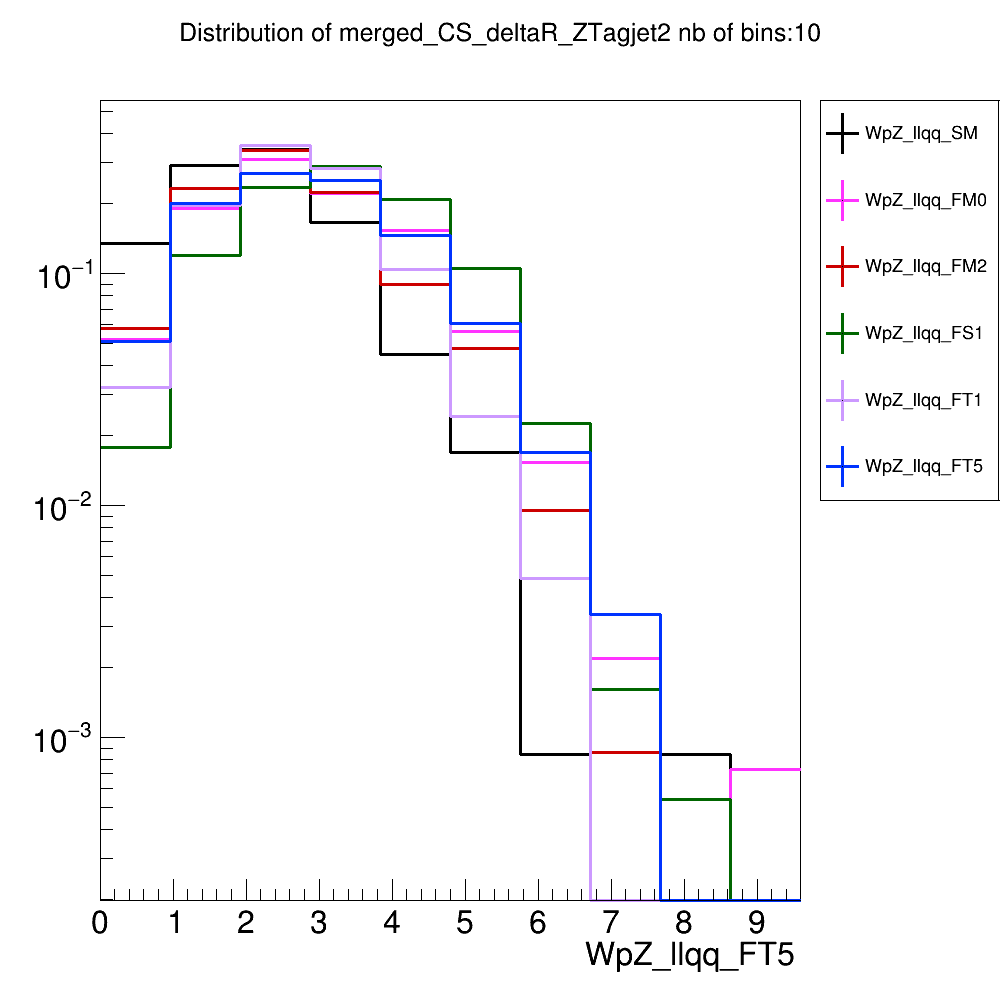 Distribution of merged_CS_deltaR_ZTagjet2 nb of bins:10
WpZ_llqq_SM
WpZ_llqq_FM0
WpZ_llqq_FM2
WpZ_llqq_FS1
WpZ_llqq_FT1
WpZ_llqq_FT5
10⁻¹
10⁻²
10⁻³
0 1 2 3 4 5 6 7 8 9
WpZ_llqq_FT5